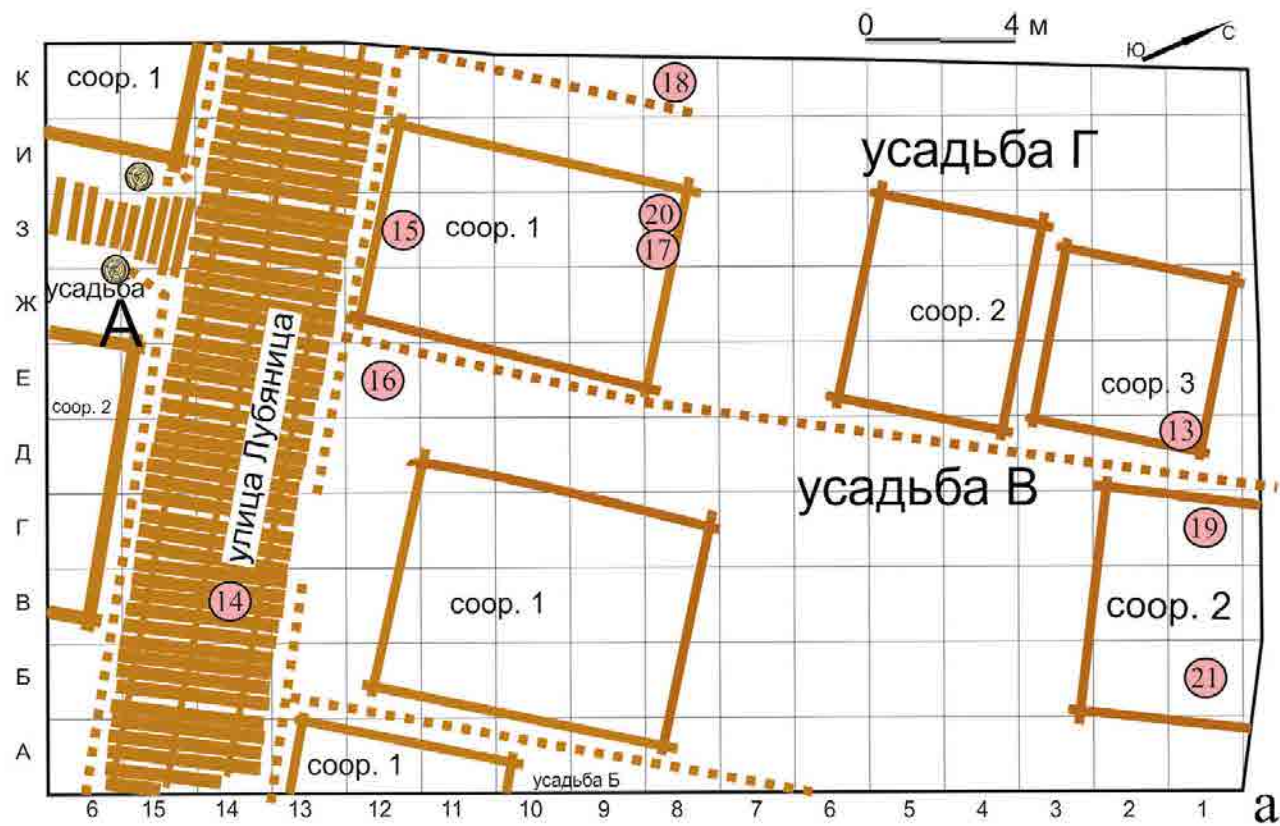 0 4 м
Ю С
К
соор. 1
18
И
усадьба Г
З
15
соор. 1
20
17
Ж
усадьба
А
соор. 2
улица Лубяница
Е
16
соор. 3
соор. 2
13
Д
усадьба В
Г
19
В
14
соор. 1
соор. 2
Б
21
А
соор. 1
усадьба Б
6 15 14 13 12 11 10 9 8 7 6 5 4 3 2 1
а